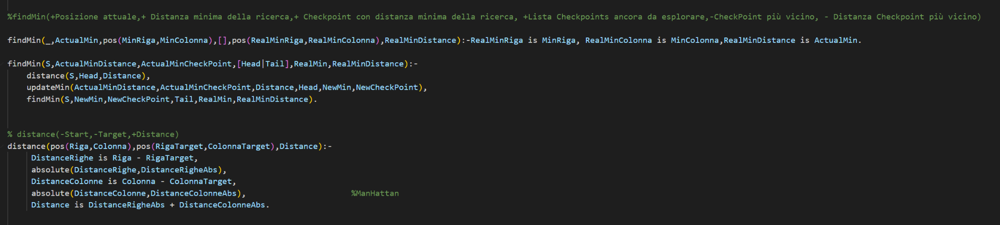 %findMin(+Posizione attuale,+ Distanza minima della ricerca,+ Checkpoint con distanza minima della ricerca, +Lista Checkpoints ancora da esplorare,-CheckPoint più vicino, - Distanza Checkpoint più vicino)
findMin(_,ActualMin,pos(MinRiga,MinColonna),[],pos(RealMinRiga,RealMinColonna),RealMinDistance):-RealMinRiga is MinRiga, RealMinColonna is MinColonna,RealMinDistance is ActualMin.
findMin(S,ActualMinDistance,ActualMinCheckPoint,[Head|Tail],RealMin,RealMinDistance):-
distance(S,Head,Distance),
updateMin(ActualMinDistance,ActualMinCheckPoint,Distance,Head,NewMin,NewCheckPoint),
findMin(S,NewMin,NewCheckPoint,Tail,RealMin,RealMinDistance).
% distance(-Start,-Target,+Distance)
distance(pos(Riga,Colonna),pos(RigaTarget,ColonnaTarget),Distance):-
DistanceRighe is Riga - RigaTarget,
absolute(DistanceRighe,DistanceRigheAbs),
DistanceColonne is Colonna - ColonnaTarget,
absolute(DistanceColonne,DistanceColonneAbs), %ManHattan
Distance is DistanceRigheAbs + DistanceColonneAbs.